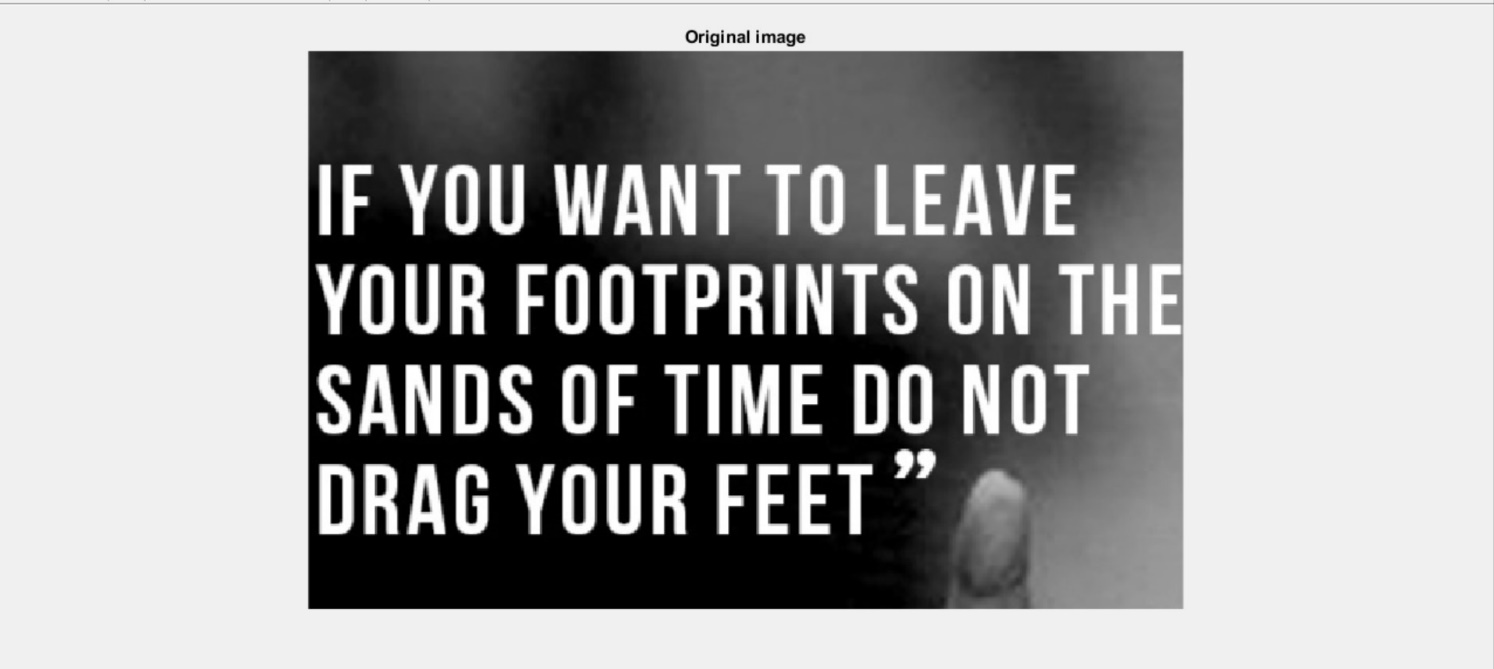 Original image
IF YOU WANT TO LEAVE
YOUR FOOTPRINTS ON THE
SANDS OF TIME DO NOT
DRAG YOUR FEET ”